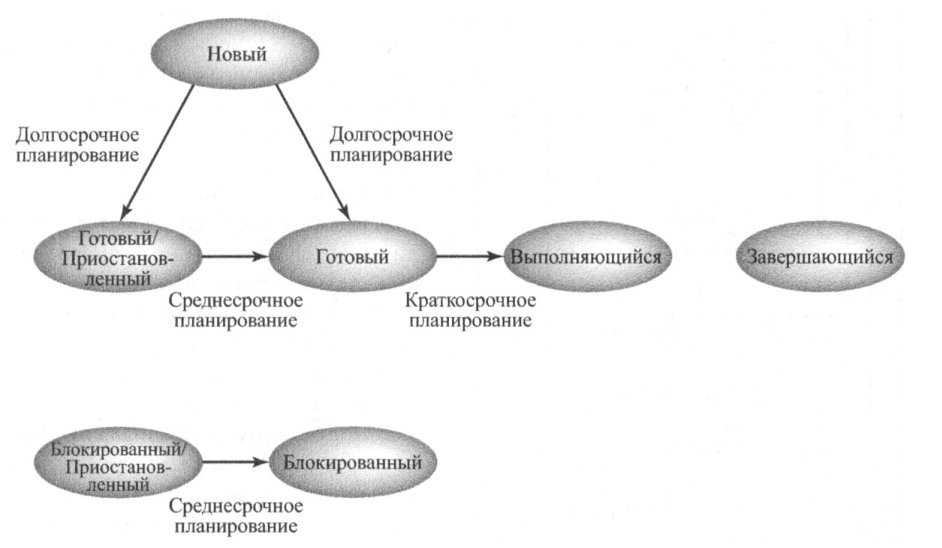 Новый
Долгосрочное
планирование
Долгосрочное
планирование
Готовый/
Приостанов-
ленный
Готовый
Выполняющийся
Завершающийся
Среднесрочное
планирование
Краткосрочное
планирование
Блокированный/
Приостанов-
ленный
Блокированный
Среднесрочное
планирование